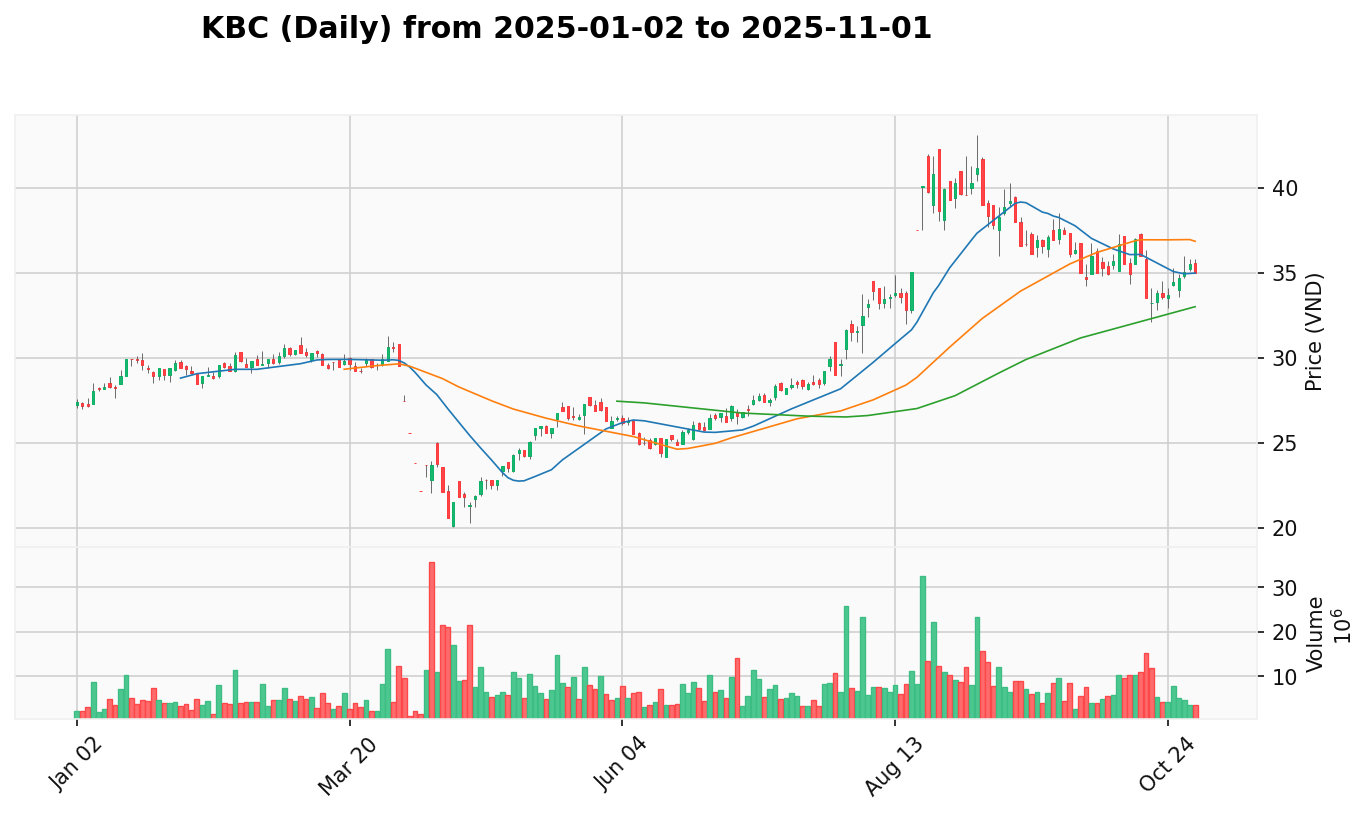 KBC (Daily) from 2025-01-02 to 2025-11-01
40
35
30
25
20
Price (VND)
30
20
10
Volume
10⁶
Jan 02
Mar 20
Jun 04
Aug 13
Oct 24